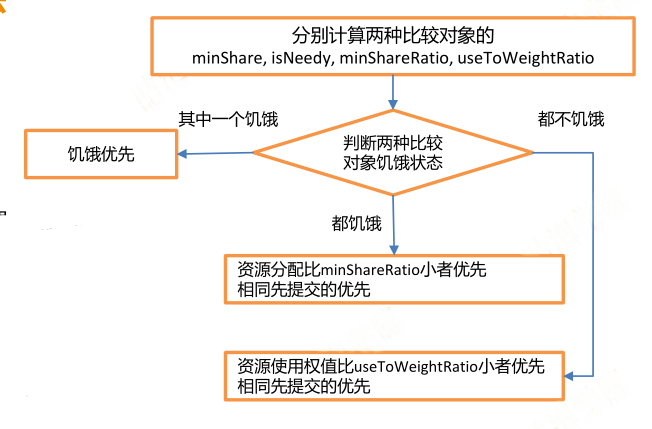 分别计算两种比较对象的
minShare, isNeedy, minShareRatio, useToWeightRatio
其中一个饥饿
都不饥饿
饥饿优先
判断两种比较
对象饥饿状态
都饥饿
资源分配比minShareRatio小者优先
相同先提交的优先
资源使用权值比useToWeightRatio小者优先
相同先提交的优先